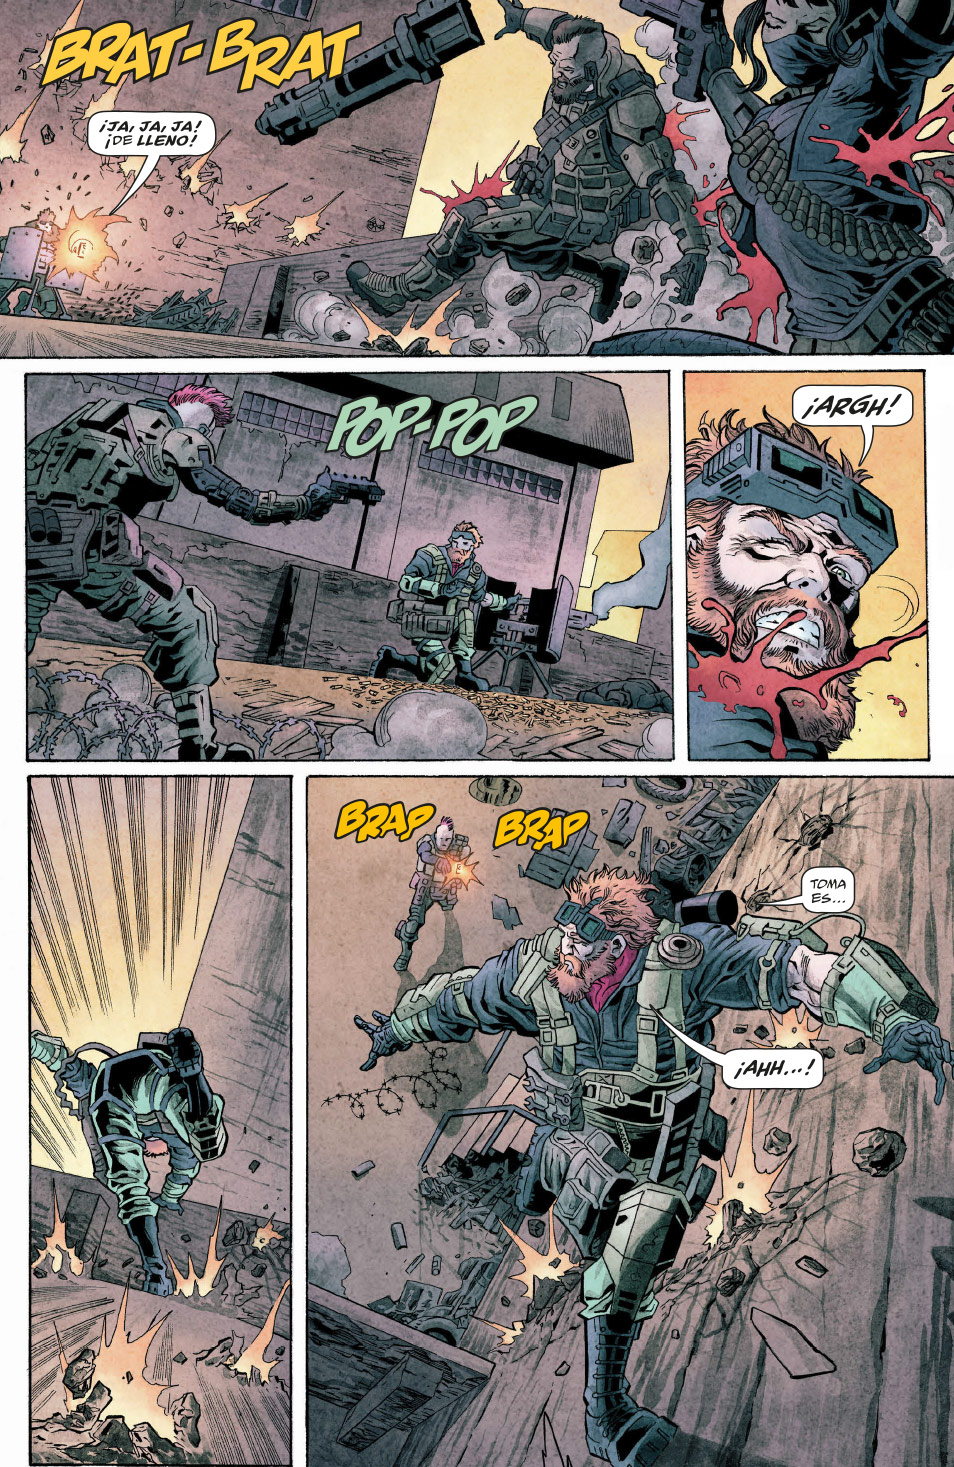 BRAT-BRAT
¡JA, JA, JA!
¡DE LLENO!
POP-POP
¡ARGH!
BRAP
BRAP
TOMA
ES...
¡AHH...!